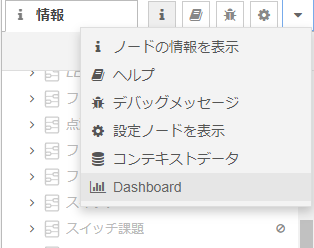 情報
ノードの情報を表示
ヘルプ
デバッグメッセージ
設定ノードを表示
コンテキストデータ
Dashboard
スイッチ課題